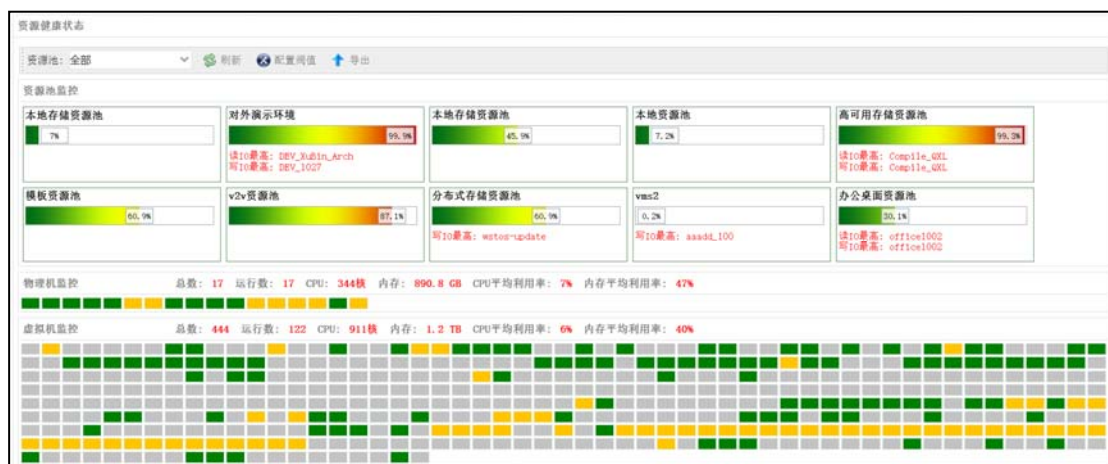 资源健康状态
资源池: 全部 刷新 配置阀值 导出
资源池监控
本地存储资源池 对外演示环境 本地存储资源池 本地资源池 高可用存储资源池
7% 99.9% 45.9% 7.2% 99.3%
读IO最高: DEV_XuBin_Arch 读IO最高: Compile_QXL
写IO最高: DEV_1027 写IO最高: Compile_QXL
模板资源池 v2v资源池 分布式存储资源池 vms2 办公桌面资源池
60.9% 87.1% 60.9% 0.2% 30.1%
写IO最高: wstos-update 写IO最高: aaadd_100 读IO最高: office1002
写IO最高: office1002
物理机监控 总数: 17 运行数: 17 CPU: 344核 内存: 890.8 GB CPU平均利用率: 7% 内存平均利用率: 47%
虚拟机监控 总数: 444 运行数: 122 CPU: 911核 内存: 1.2 TB CPU平均利用率: 6% 内存平均利用率: 40%